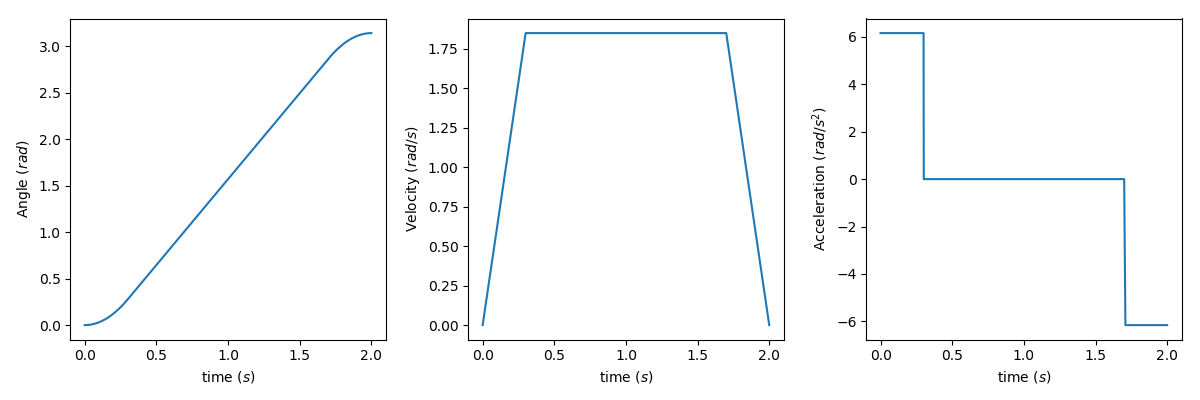 3.0
2.5
2.0
1.5
1.0
0.5
0.0
Angle (rad)
0.0 0.5 1.0 1.5 2.0
time (s)
1.75
1.50
1.25
1.00
0.75
0.50
0.25
0.00
Velocity (rad/s)
0.0 0.5 1.0 1.5 2.0
time (s)
6
4
2
0
−2
−4
−6
Acceleration (rad/s²)
0.0 0.5 1.0 1.5 2.0
time (s)